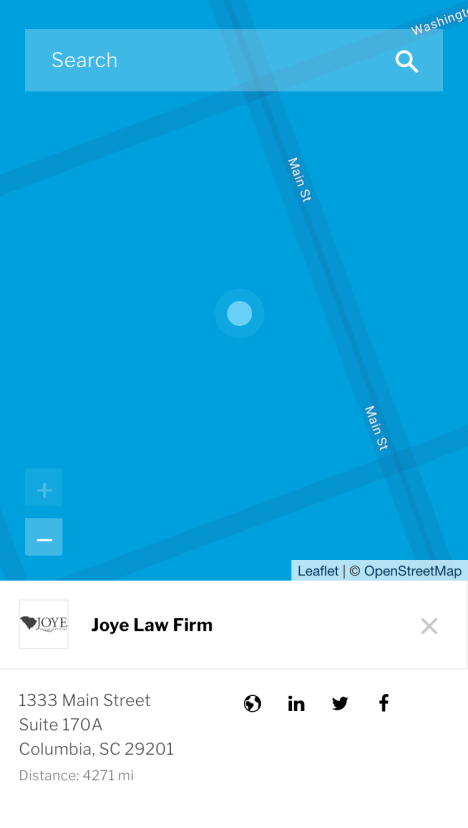 Washingt
Search
Main St
Main St
+
−
Leaflet | © OpenStreetMap
JOYE
Joye Law Firm
×
1333 Main Street
Suite 170A
Columbia, SC 29201
Distance: 4271 mi